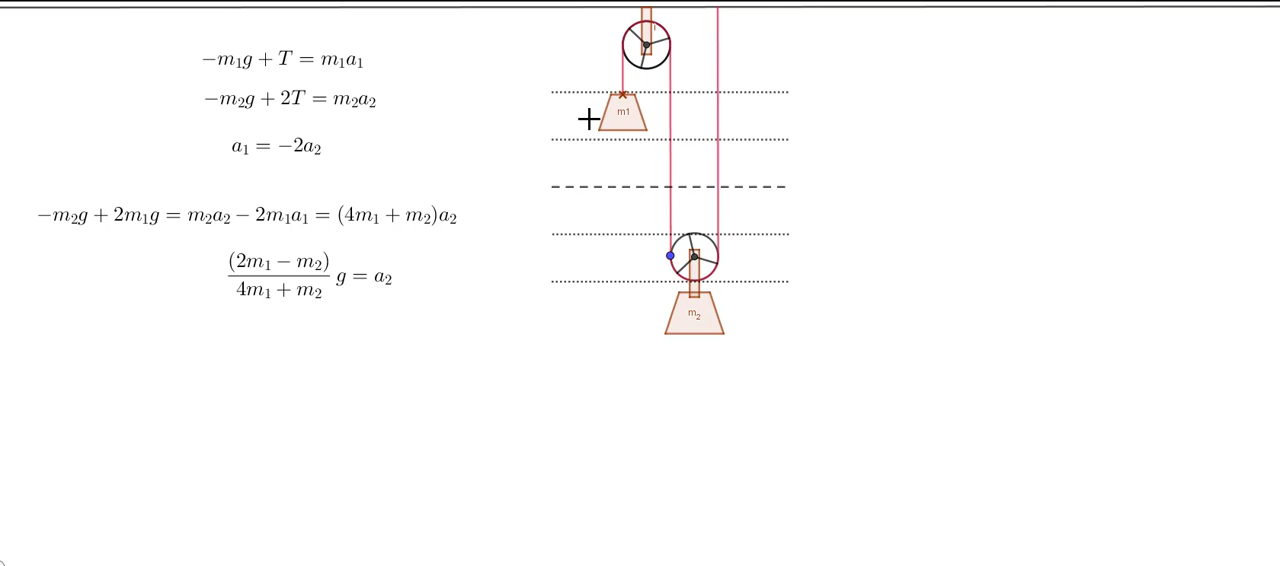 −m₁g + T = m₁a₁
−m₂g + 2T = m₂a₂
a₁ = −2a₂
−m₂g + 2m₁g = m₂a₂ − 2m₁a₁ = (4m₁ + m₂)a₂
(2m₁ − m₂)
4m₁ + m₂
g = a₂
m1
m₂